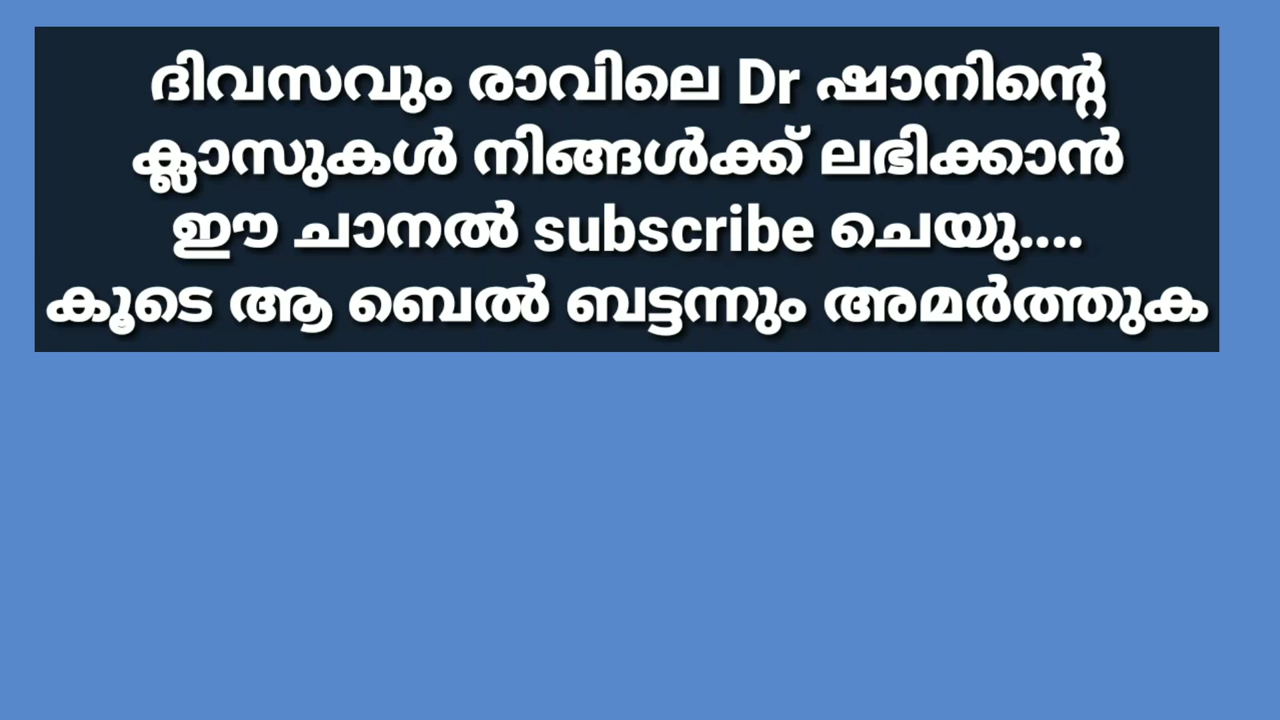 ദിവസവും രാവിലെ Dr ഷാനിന്റെ
ക്ലാസുകൾ നിങ്ങൾക്ക് ലഭിക്കാൻ
ഈ ചാനൽ subscribe ചെയു....
കൂടെ ആ ബെൽ ബട്ടന്നും അമർത്തുക